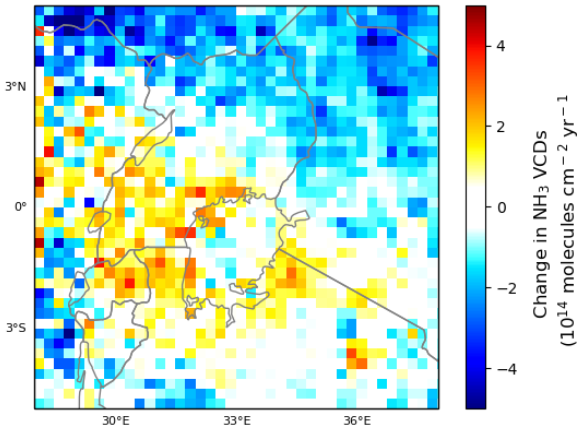 3°N
0°
3°S
30°E 33°E 36°E
4
2
0
−2
−4
Change in NH₃ VCDs
(10¹⁴ molecules cm⁻² yr⁻¹)